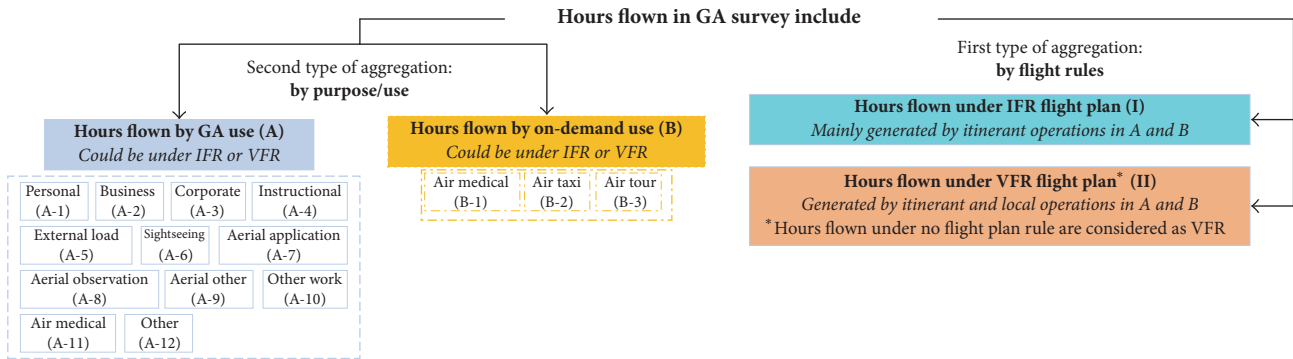 Hours flown in GA survey include
Second type of aggregation:
by purpose/use
First type of aggregation:
by flight rules
Hours flown by GA use (A)
Could be under IFR or VFR
Personal
(A-1)
Business
(A-2)
Corporate
(A-3)
Instructional
(A-4)
External load
(A-5)
Sightseeing
(A-6)
Aerial application
(A-7)
Aerial observation
(A-8)
Aerial other
(A-9)
Other work
(A-10)
Air medical
(A-11)
Other
(A-12)
Hours flown by on-demand use (B)
Could be under IFR or VFR
Air medical
(B-1)
Air taxi
(B-2)
Air tour
(B-3)
Hours flown under IFR flight plan (I)
Mainly generated by itinerant operations in A and B
Hours flown under VFR flight plan* (II)
Generated by itinerant and local operations in A and B
*Hours flown under no flight plan rule are considered as VFR